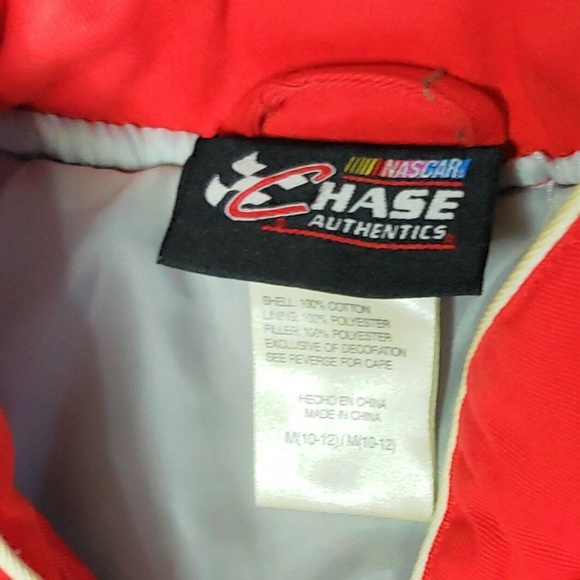 NASCAR
CHASE
AUTHENTICS
SHELL: 100% COTTON
LINING: 100% POLYESTER
FILLER: 100% POLYESTER
EXCLUSIVE OF DECORATION
SEE REVERSE FOR CARE
HECHO EN CHINA
MADE IN CHINA
M(10-12) / M(10-12)